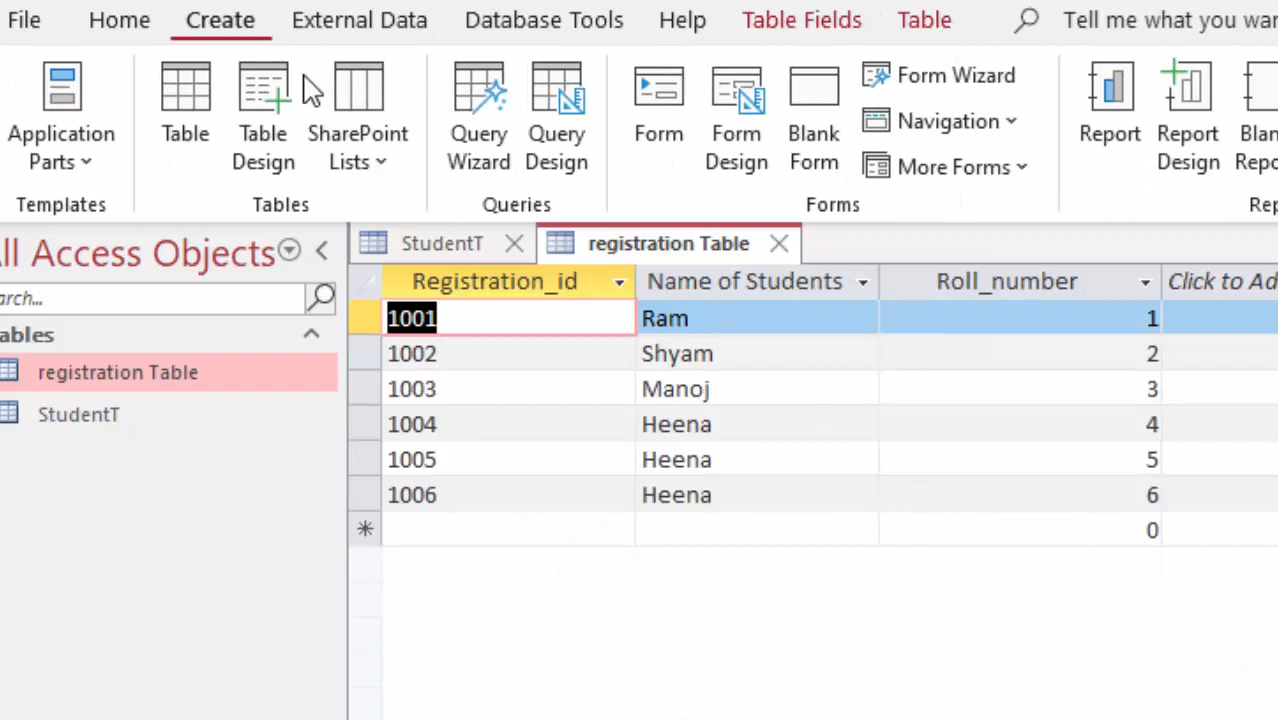 File Home Create External Data Database Tools Help Table Fields Table Tell me what you wan
Application Parts
Table
Table Design
SharePoint Lists
Query Wizard
Query Design
Form
Form Design
Blank Form
Form Wizard
Navigation
More Forms
Report
Report Design
Templates Tables Queries Forms
All Access Objects
StudentT registration Table
Registration_id Name of Students Roll_number Click to Ad
1001 Ram 1
1002 Shyam 2
1003 Manoj 3
1004 Heena 4
1005 Heena 5
1006 Heena 6
* 0
registration Table
StudentT